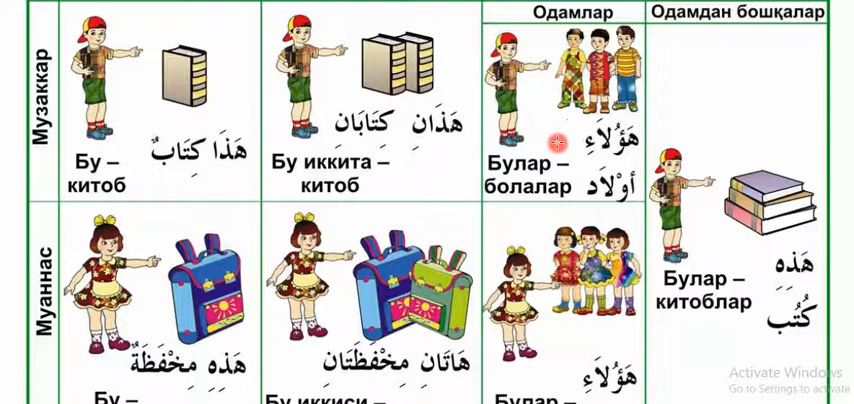 Одамлар
Одамдан бошқалар
Музаккар
هَذَا كِتَابٌ
Бу –
китоб
هَذَانِ كِتَابَانِ
Бу иккита –
китоб
هَؤُلَاءِ
أَوْلَاد
Булар –
болалар
هَذِهِ
كُتُب
Булар –
китоблар
Муаннас
هَذِهِ مِحْفَظَةٌ
Бу –
هَاتَانِ مِحْفَظَتَانِ
Бу иккиси –
هَؤُلَاءِ
Булар –
Activate Windows
Go to Settings to activate